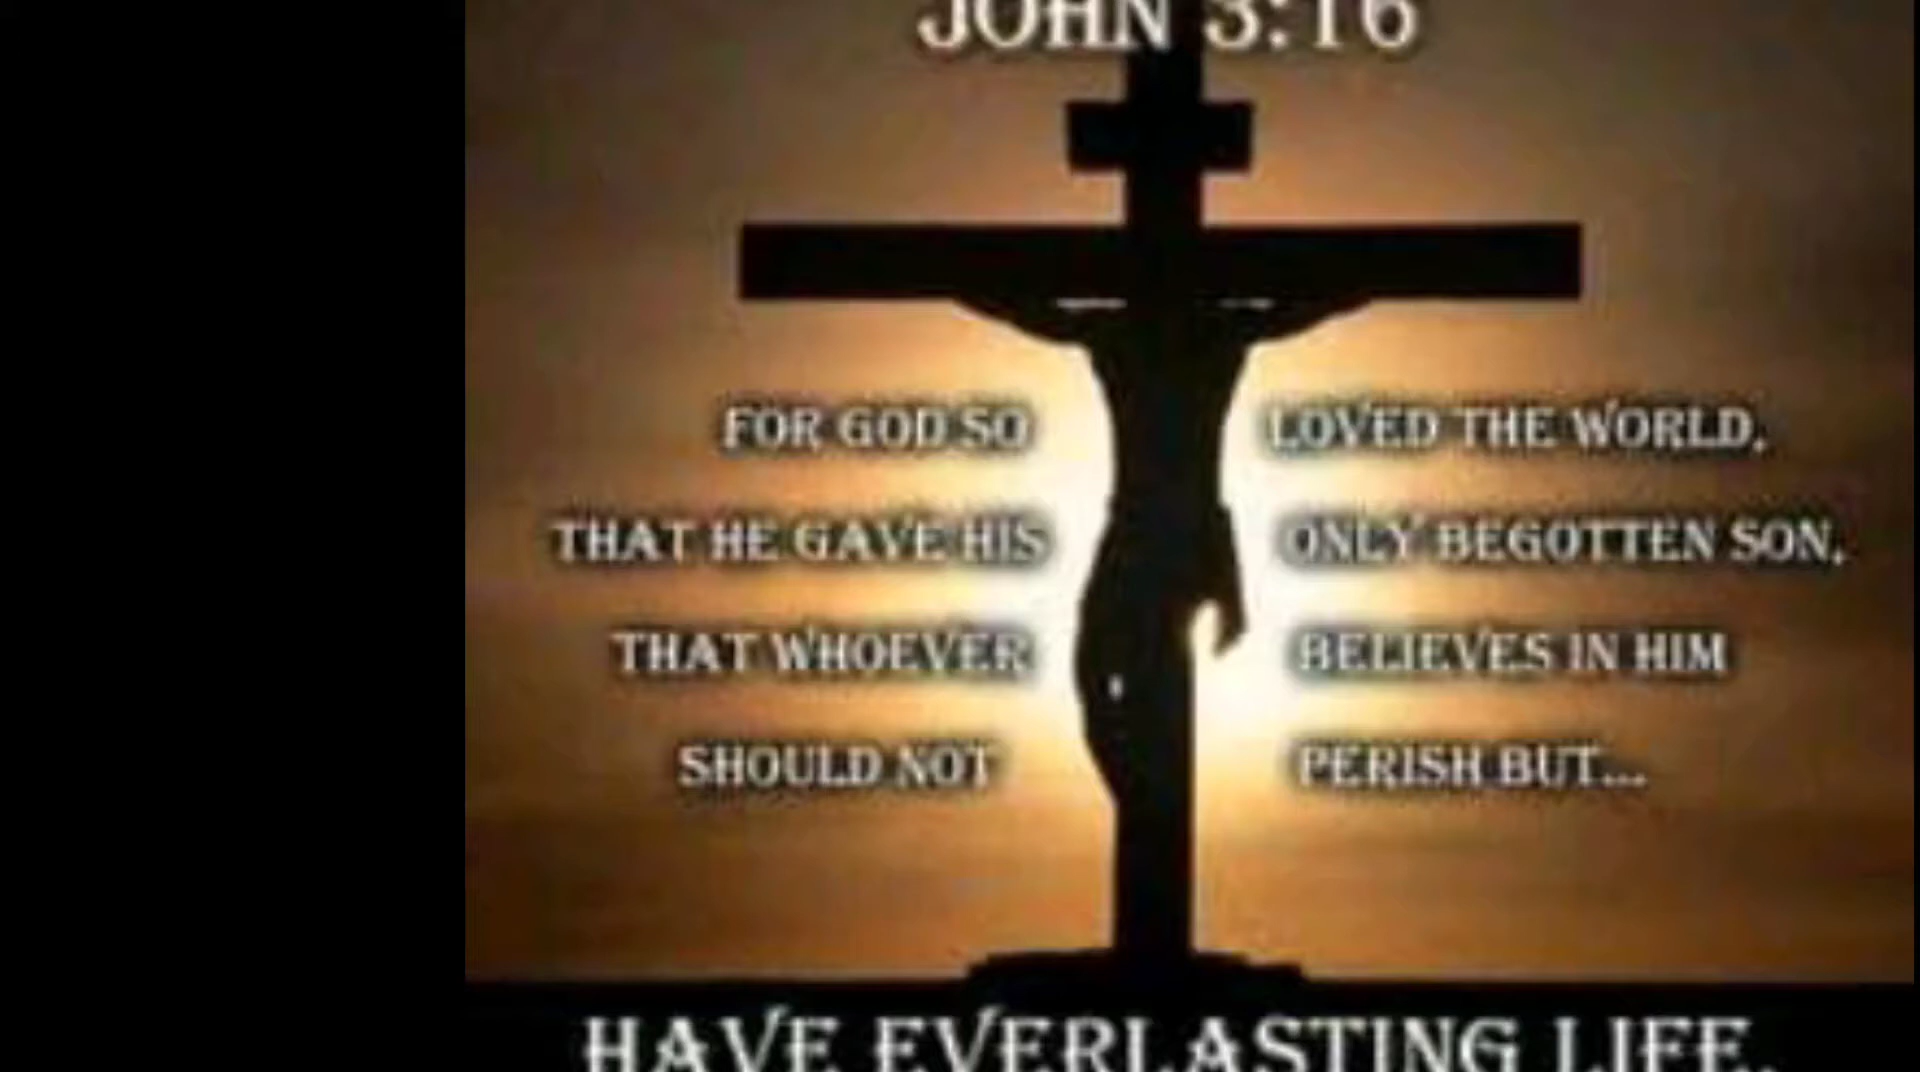 JOHN 3:16
FOR GOD SO LOVED THE WORLD,
THAT HE GAVE HIS ONLY BEGOTTEN SON,
THAT WHOEVER BELIEVES IN HIM
SHOULD NOT PERISH BUT...
HAVE EVERLASTING LIFE.